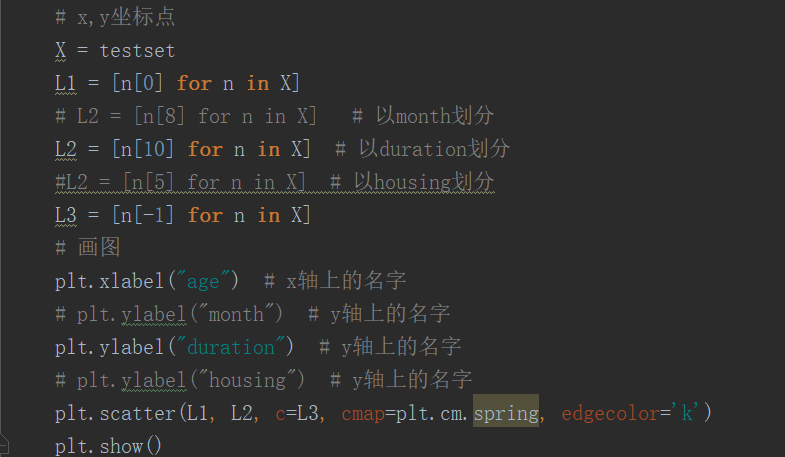 # x,y坐标点
X = testset
L1 = [n[0] for n in X]
# L2 = [n[8] for n in X]   # 以month划分
L2 = [n[10] for n in X]  # 以duration划分
#L2 = [n[5] for n in X]  # 以housing划分
L3 = [n[-1] for n in X]
# 画图
plt.xlabel("age")  # x轴上的名字
# plt.ylabel("month")  # y轴上的名字
plt.ylabel("duration")  # y轴上的名字
# plt.ylabel("housing")  # y轴上的名字
plt.scatter(L1, L2, c=L3, cmap=plt.cm.spring, edgecolor='k')
plt.show()